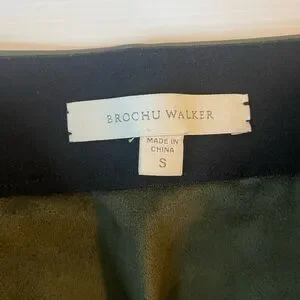 BROCHU WALKER
MADE IN
CHINA
S